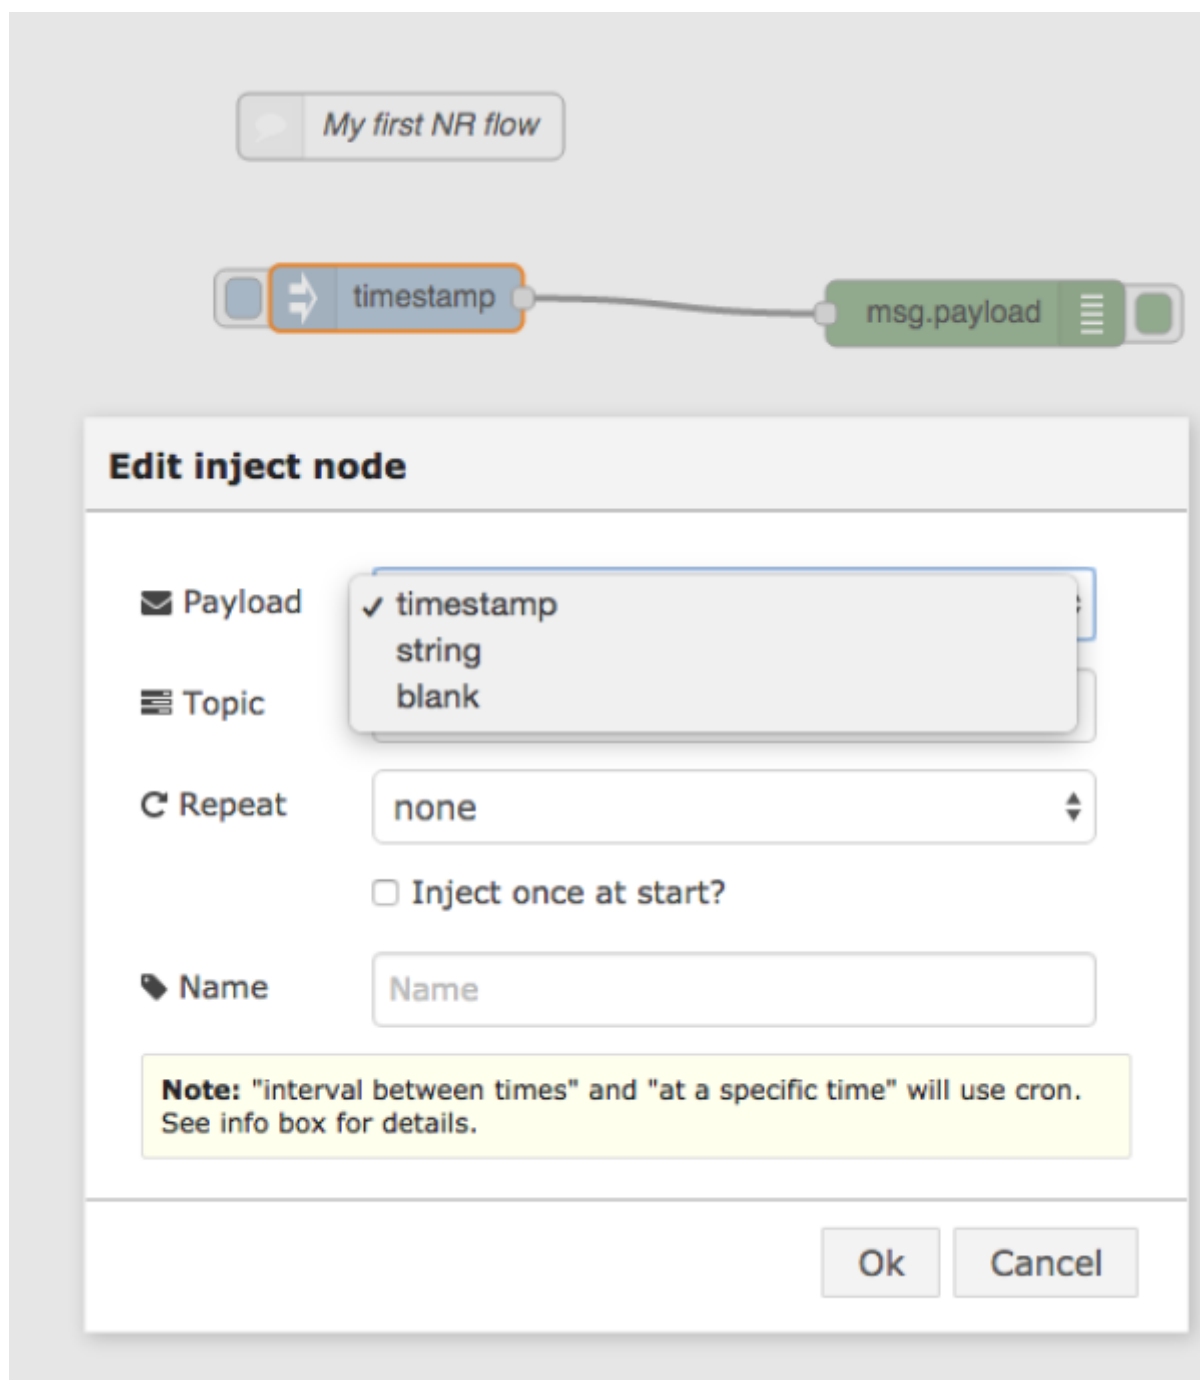 My first NR flow
timestamp
msg.payload
Edit inject node
Payload
timestamp
string
blank
Topic
Repeat
none
Inject once at start?
Name
Name
Note: "interval between times" and "at a specific time" will use cron.
See info box for details.
Ok
Cancel